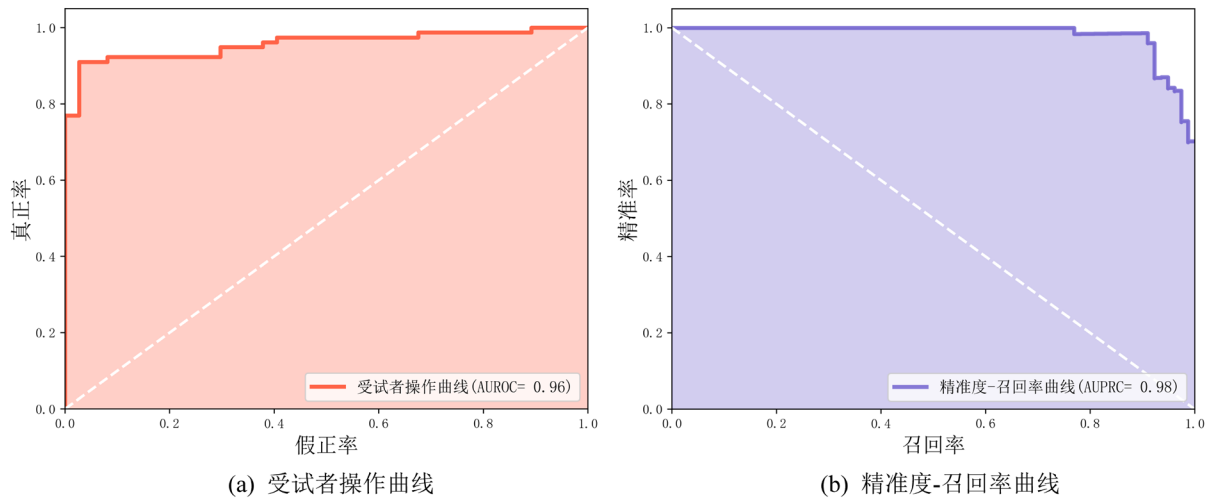 1.0
0.8
0.6
0.4
0.2
0.0
真正率
0.0 0.2 0.4 0.6 0.8 1.0
假正率
受试者操作曲线(AUROC= 0.96)
(a) 受试者操作曲线
1.0
0.8
0.6
0.4
0.2
0.0
精准率
0.0 0.2 0.4 0.6 0.8 1.0
召回率
精准度-召回率曲线(AUPRC= 0.98)
(b) 精准度-召回率曲线